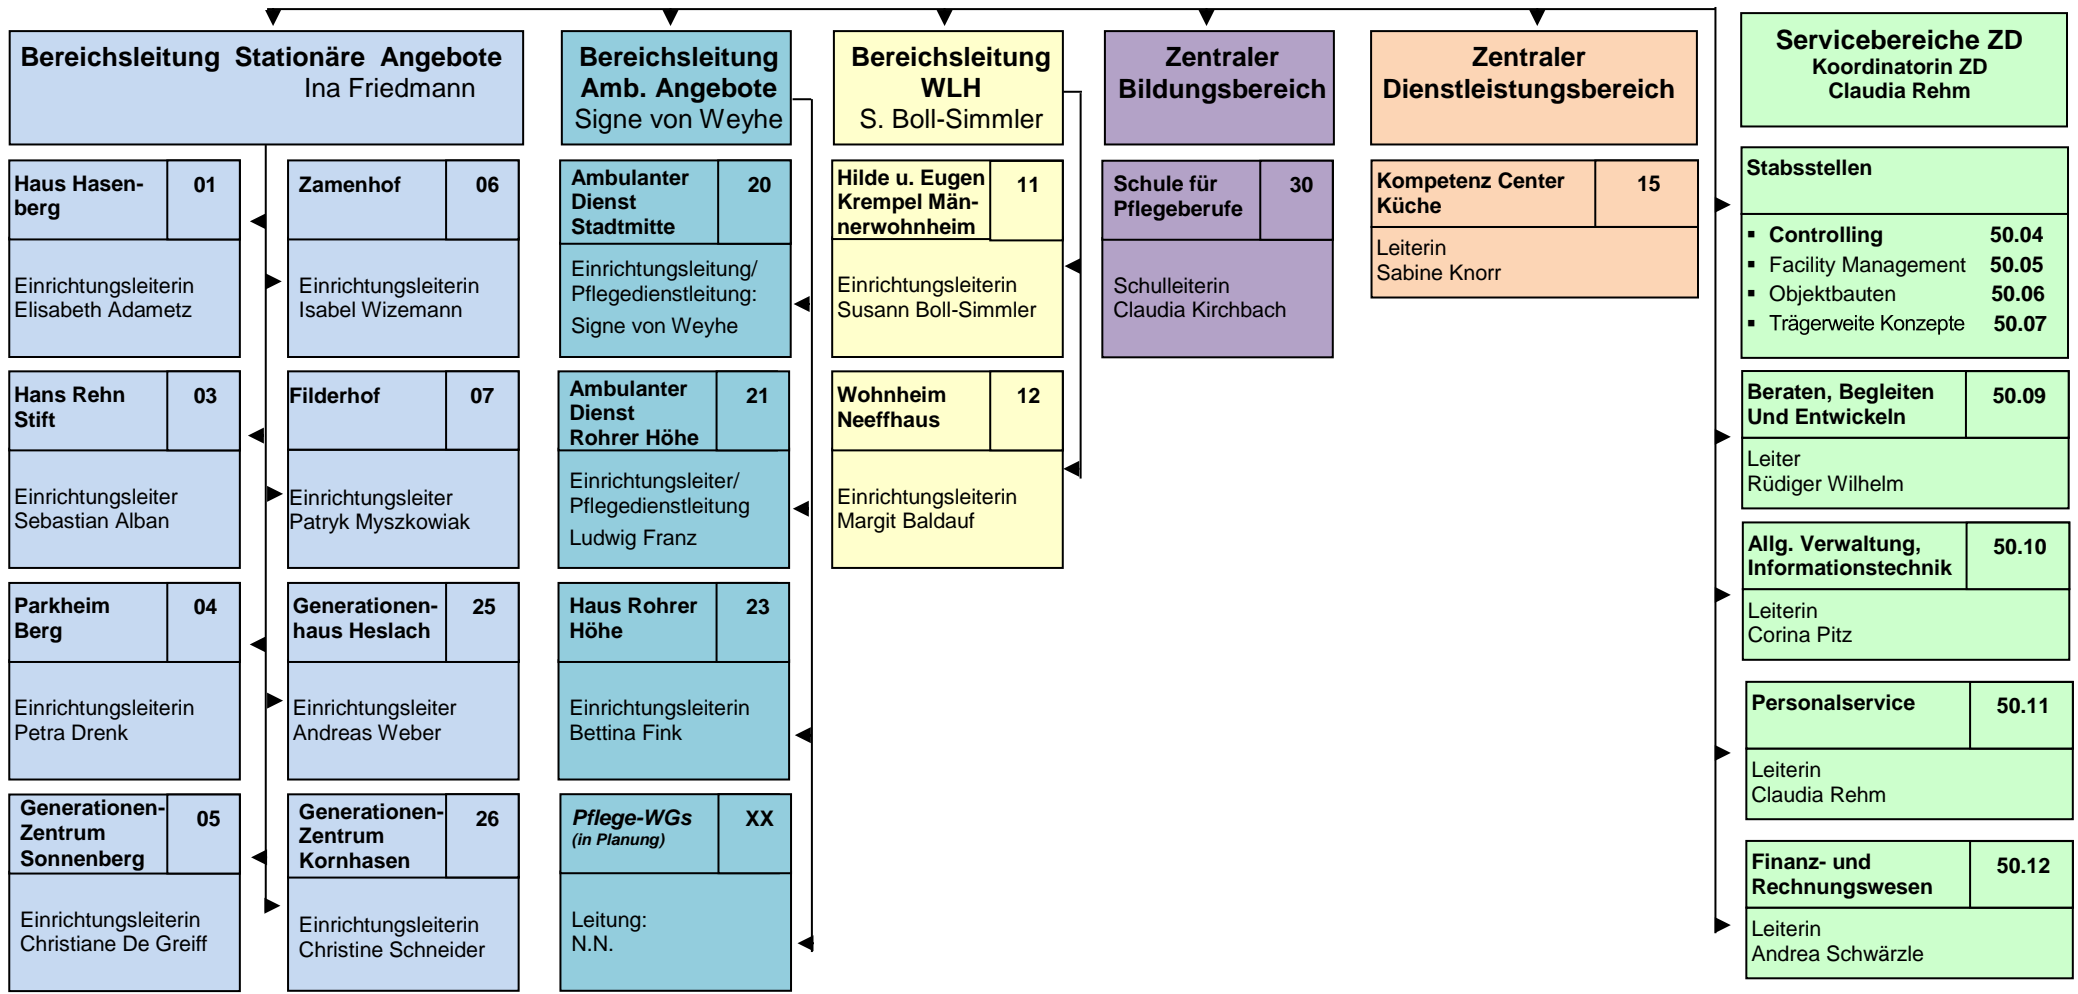 Bereichsleitung Stationäre Angebote
Ina Friedmann
Haus Hasen-
berg
01
Einrichtungsleiterin
Elisabeth Adametz
Zamenhof
06
Einrichtungsleiterin
Isabel Wizemann
Hans Rehn
Stift
03
Einrichtungsleiter
Sebastian Alban
Filderhof
07
Einrichtungsleiter
Patryk Myszkowiak
Parkheim
Berg
04
Einrichtungsleiterin
Petra Drenk
Generationen-
haus Heslach
25
Einrichtungsleiter
Andreas Weber
Generationen-
Zentrum
Sonnenberg
05
Einrichtungsleiterin
Christiane De Greiff
Generationen-
Zentrum
Kornhasen
26
Einrichtungsleiterin
Christine Schneider
Bereichsleitung
Amb. Angebote
Signe von Weyhe
Ambulanter
Dienst
Stadtmitte
20
Einrichtungsleitung/
Pflegedienstleitung:
Signe von Weyhe
Ambulanter
Dienst
Rohrer Höhe
21
Einrichtungsleiter/
Pflegedienstleitung
Ludwig Franz
Haus Rohrer
Höhe
23
Einrichtungsleiterin
Bettina Fink
Pflege-WGs
(in Planung)
XX
Leitung:
N.N.
Bereichsleitung
WLH
S. Boll-Simmler
Hilde u. Eugen
Krempel Män-
nerwohnheim
11
Einrichtungsleiterin
Susann Boll-Simmler
Wohnheim
Neeffhaus
12
Einrichtungsleiterin
Margit Baldauf
Zentraler
Bildungsbereich
Schule für
Pflegeberufe
30
Schulleiterin
Claudia Kirchbach
Zentraler
Dienstleistungsbereich
Kompetenz Center
Küche
15
Leiterin
Sabine Knorr
Servicebereiche ZD
Koordinatorin ZD
Claudia Rehm
Stabsstellen
▪ Controlling 50.04
▪ Facility Management 50.05
▪ Objektbauten 50.06
▪ Trägerweite Konzepte 50.07
Beraten, Begleiten
Und Entwickeln
50.09
Leiter
Rüdiger Wilhelm
Allg. Verwaltung,
Informationstechnik
50.10
Leiterin
Corina Pitz
Personalservice
50.11
Leiterin
Claudia Rehm
Finanz- und
Rechnungswesen
50.12
Leiterin
Andrea Schwärzle